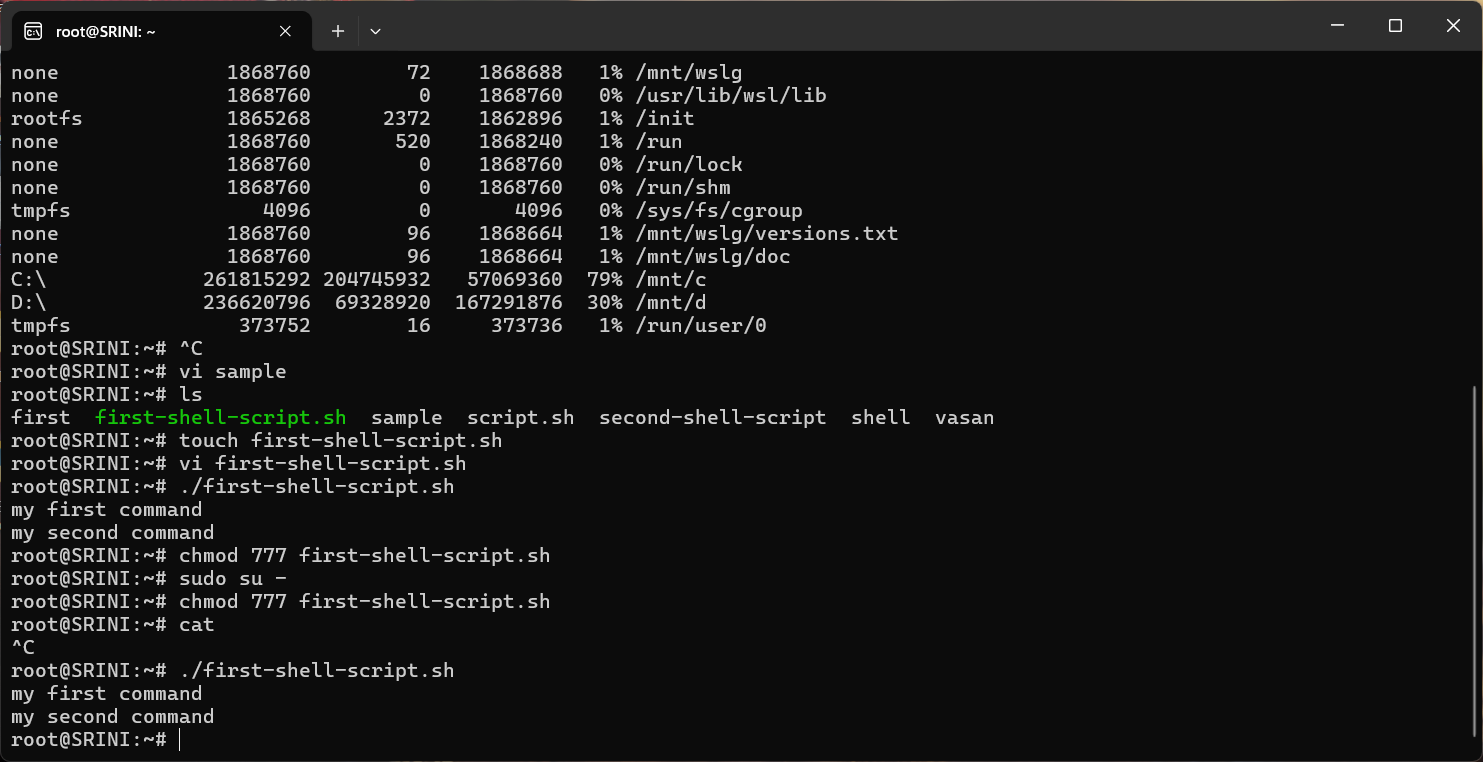 root@SRINI: ~
none              1868760        72    1868688   1% /mnt/wslg
none              1868760         0    1868760   0% /usr/lib/wsl/lib
rootfs            1865268      2372    1862896   1% /init
none              1868760       520    1868240   1% /run
none              1868760         0    1868760   0% /run/lock
none              1868760         0    1868760   0% /run/shm
tmpfs                4096         0       4096   0% /sys/fs/cgroup
none              1868760        96    1868664   1% /mnt/wslg/versions.txt
none              1868760        96    1868664   1% /mnt/wslg/doc
C:\             261815292 204745932   57069360  79% /mnt/c
D:\             236620796  69328920  167291876  30% /mnt/d
tmpfs              373752        16     373736   1% /run/user/0
root@SRINI:~# ^C
root@SRINI:~# vi sample
root@SRINI:~# ls
first  first-shell-script.sh  sample  script.sh  second-shell-script  shell  vasan
root@SRINI:~# touch first-shell-script.sh
root@SRINI:~# vi first-shell-script.sh
root@SRINI:~# ./first-shell-script.sh
my first command
my second command
root@SRINI:~# chmod 777 first-shell-script.sh
root@SRINI:~# sudo su -
root@SRINI:~# chmod 777 first-shell-script.sh
root@SRINI:~# cat
^C
root@SRINI:~# ./first-shell-script.sh
my first command
my second command
root@SRINI:~#